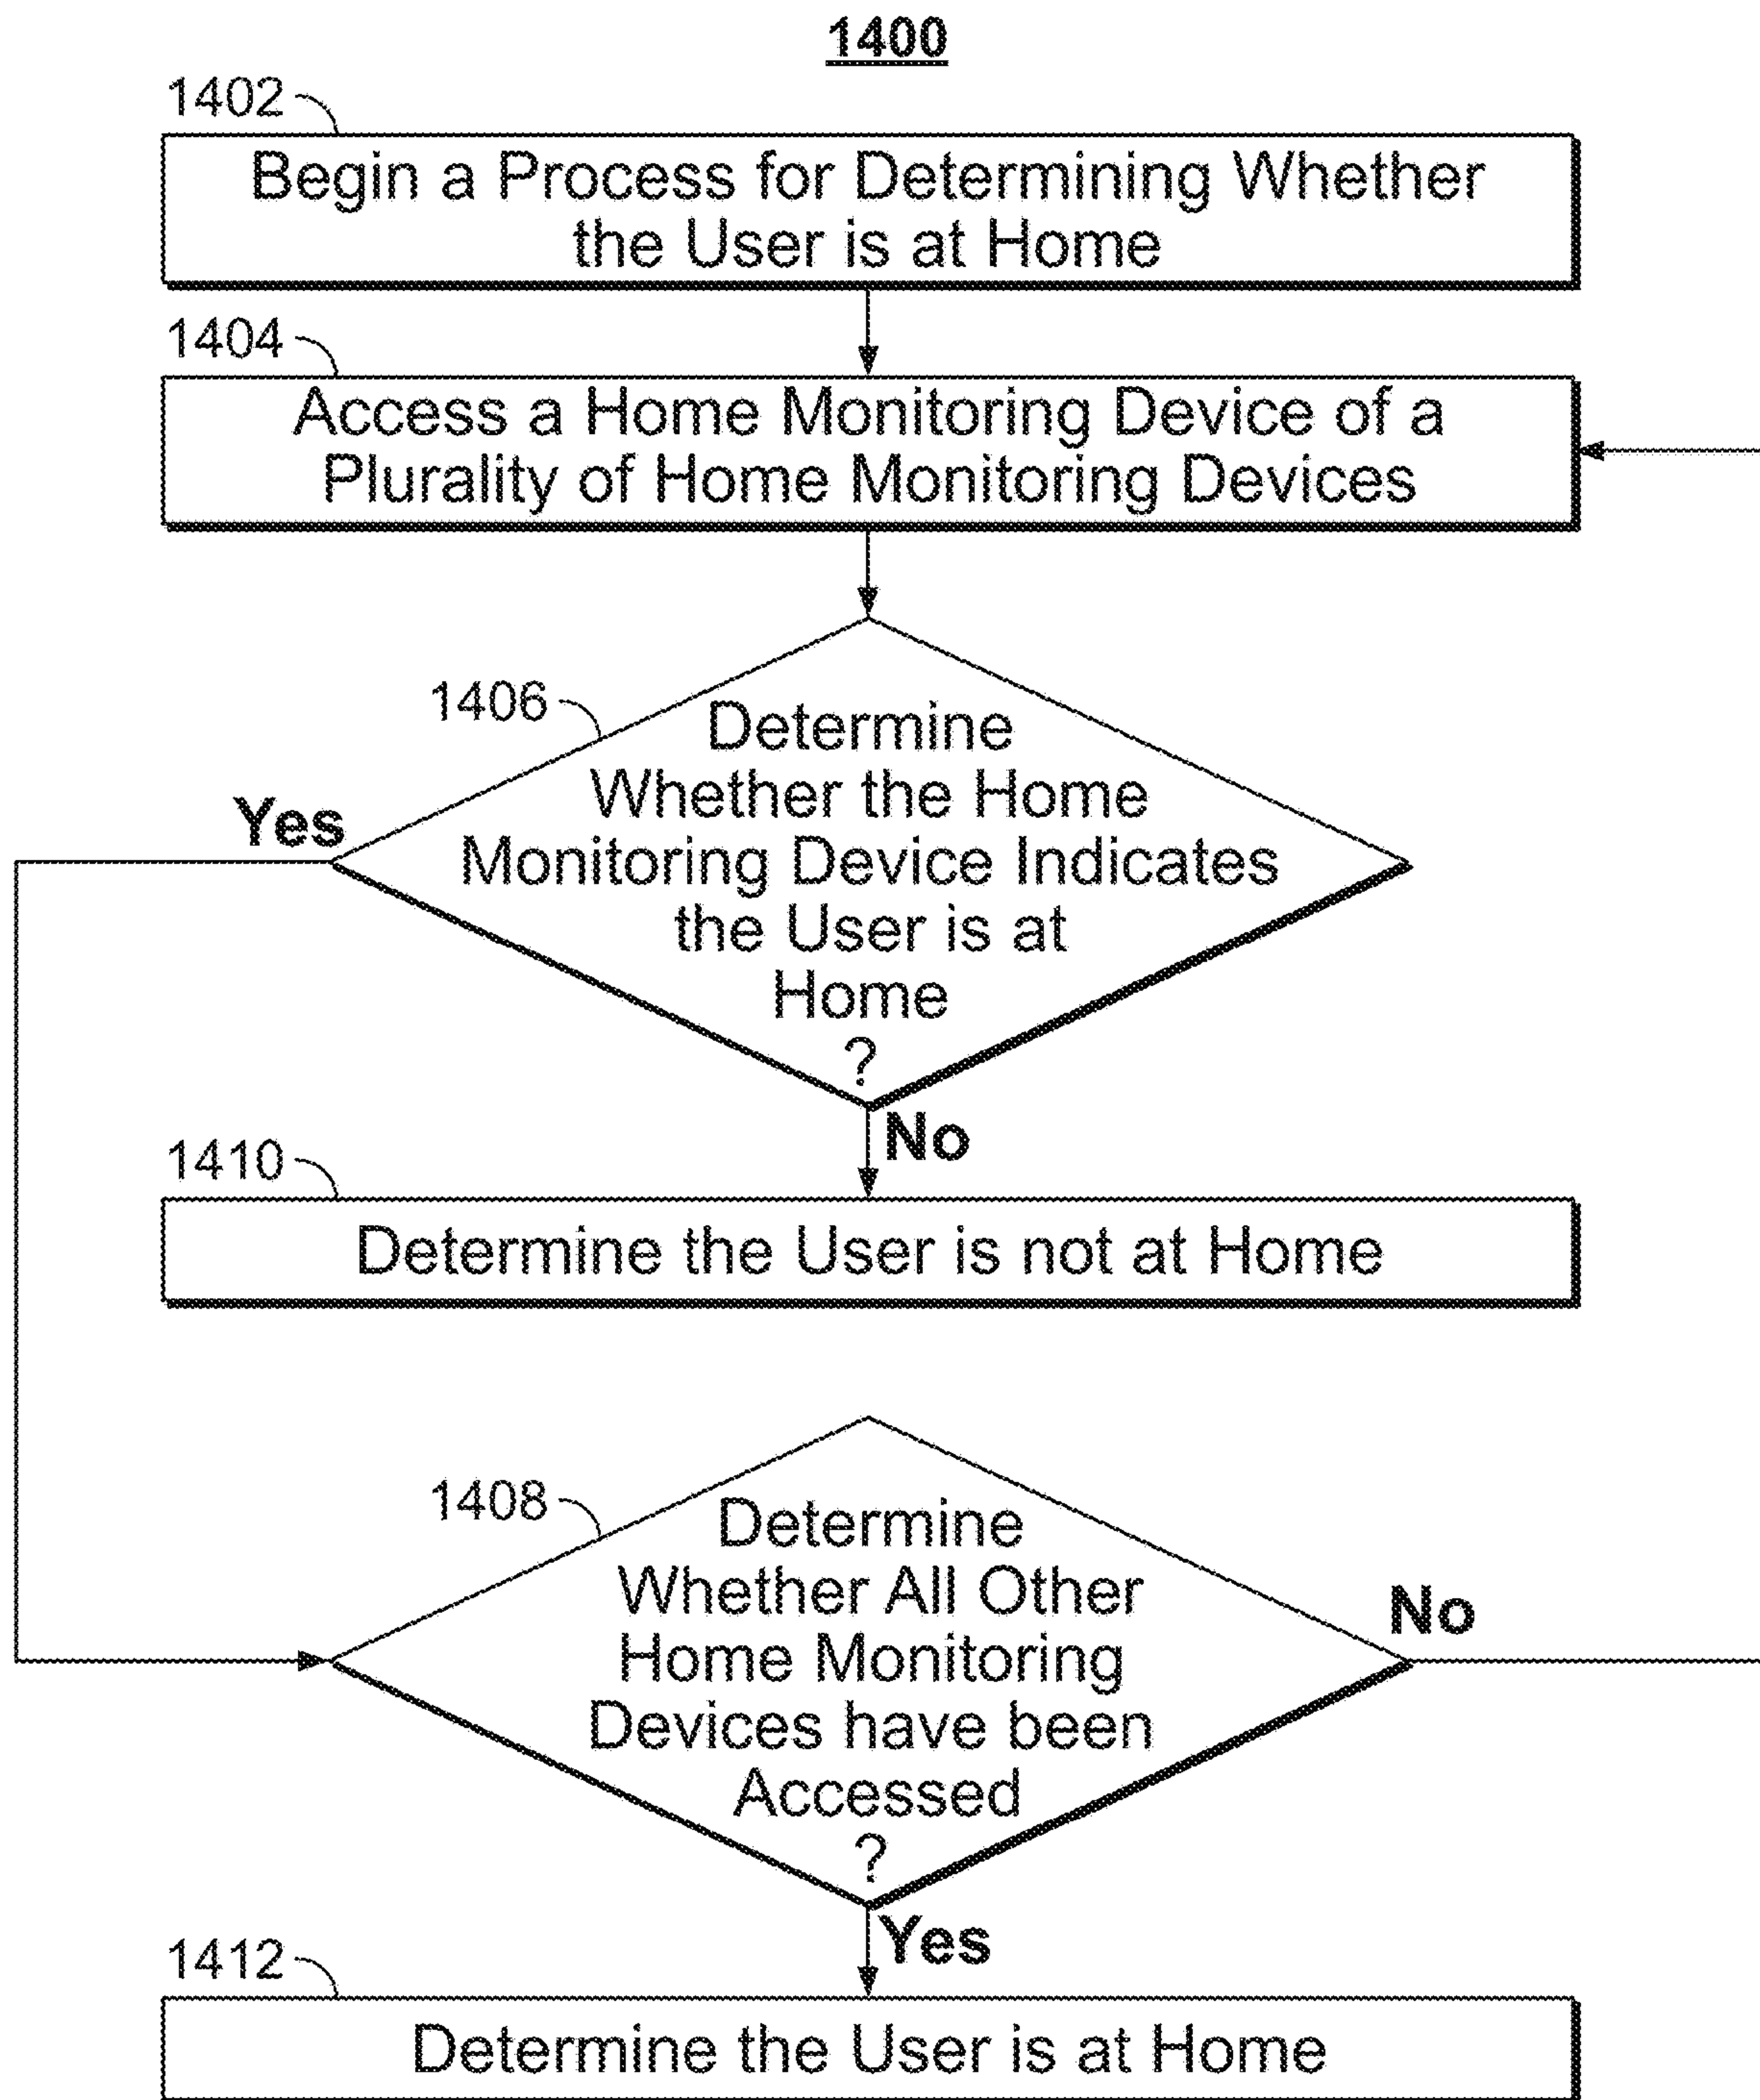 1400
1402
Begin a Process for Determining Whether
the User is at Home
1404
Access a Home Monitoring Device of a
Plurality of Home Monitoring Devices
1406
Determine
Whether the Home
Monitoring Device Indicates
the User is at
Home
?
Yes
No
1410
Determine the User is not at Home
1408
Determine
Whether All Other
Home Monitoring
Devices have been
Accessed
?
No
Yes
1412
Determine the User is at Home